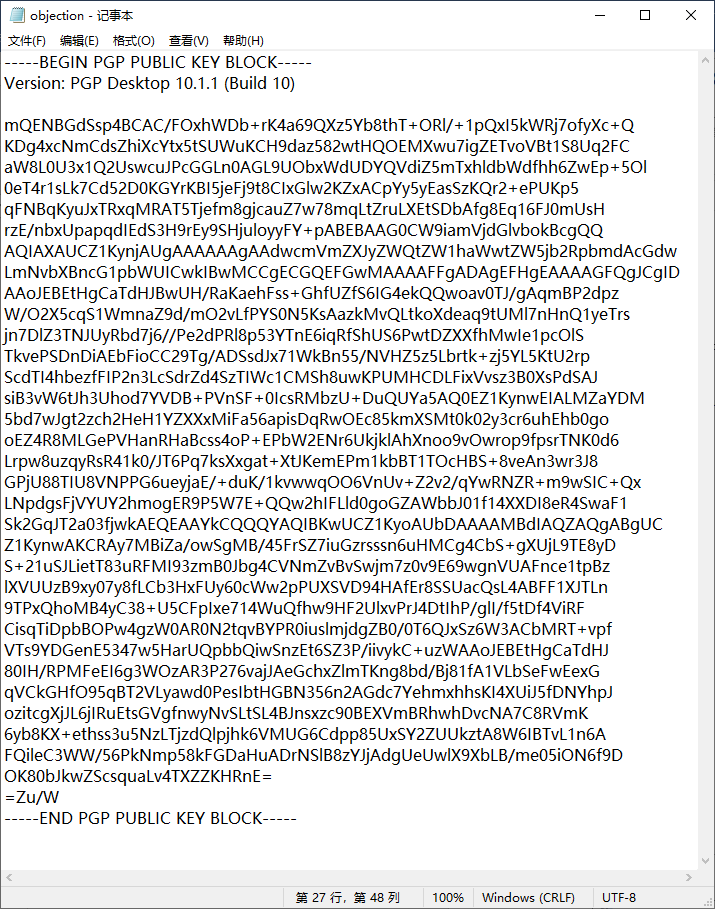 objection - 记事本
文件(F) 编辑(E) 格式(O) 查看(V) 帮助(H)
-----BEGIN PGP PUBLIC KEY BLOCK-----
Version: PGP Desktop 10.1.1 (Build 10)
mQENBGdSsp4BCAC/FOxhWDb+rK4a69QXz5Yb8thT+ORl/+1pQxI5kWRj7ofyXc+Q
KDg4xcNmCdsZhiXcYtx5tSUWuKCH9daz582wtHQOEMXwu7igZETvoVBt1S8Uq2FC
aW8L0U3x1Q2UswcuJPcGGLn0AGL9UObxWdUDYQVdiZ5mTxhldbWdfhh6ZwEp+5Ol
0eT4r1sLk7Cd52D0KGYrKBI5jeFj9t8CIxGlw2KZxACpYy5yEasSzKQr2+ePUKp5
qFNBqKyuJxTRxqMRAT5Tjefm8gjcauZ7w78mqLtZruLXEtSDbAfg8Eq16FJ0mUsH
rzE/nbxUpapqdIEdS3H9rEy9SHjuloyyFY+pABEBAAG0CW9iamVjdGlvbokBcgQQ
AQIAXAUCZ1KynjAUgAAAAAAgAAdwcmVmZXJyZWQtZW1haWwtZW5jb2RpbmdAcGdw
LmNvbXBncG1pbWUICwkIBwMCCgECGQEFGwMAAAAFFgADAgEFHgEAAAAGFQgJCgID
AAoJEBEtHgCaTdHJBwUH/RaKaehFss+GhfUZfS6IG4ekQQwoav0TJ/gAqmBP2dpz
W/O2X5cqS1WmnaZ9d/mO2vLfPYS0N5KsAazkMvQLtkoXdeaq9tUMl7nHnQ1yeTrs
jn7DlZ3TNJUyRbd7j6//Pe2dPRl8p53YTnE6iqRfShUS6PwtDZXXfhMwIe1pcOlS
TkvePSDnDiAEbFioCC29Tg/ADSsdJx71WkBn55/NVHZ5z5Lbrtk+zj5YL5KtU2rp
ScdTI4hbezfFIP2n3LcSdrZd4SzTIWc1CMSh8uwKPUMHCDLFixVvsz3B0XsPdSAJ
siB3vW6tJh3Uhod7YVDB+PVnSF+0IcsRMbzU+DuQUYa5AQ0EZ1KynwEIALMZaYDM
5bd7wJgt2zch2HeH1YZXXxMiFa56apisDqRwOEc85kmXSMt0k02y3cr6uhEhb0go
oEZ4R8MLGePVHanRHaBcss4oP+EPbW2ENr6UkjklAhXnoo9vOwrop9fpsrTNK0d6
Lrpw8uzqyRsR41k0/JT6Pq7ksXxgat+XtJKemEPm1kbBT1TOcHBS+8veAn3wr3J8
GPjU88TIU8VNPPG6ueyjaE/+duK/1kvwwqOO6VnUv+Z2v2/qYwRNZR+m9wSIC+Qx
LNpdgsFjVYUY2hmogER9P5W7E+QQw2hIFLld0goGZAWbbJ01f14XXDI8eR4SwaF1
Sk2GqJT2a03fjwkAEQEAAYkCQQQYAQIBKwUCZ1KyoAUbDAAAAMBdIAQZAQgABgUC
Z1KynwAKCRAy7MBiZa/owSgMB/45FrSZ7iuGzrsssn6uHMCg4CbS+gXUjL9TE8yD
S+21uSJLietT83uRFMI93zmB0Jbg4CVNmZvBvSwjm7z0v9E69wgnVUAFnce1tpBz
lXVUUzB9xy07y8fLCb3HxFUy60cWw2pPUXSVD94HAfEr8SSUacQsL4ABFF1XJTLn
9TPxQhoMB4yC38+U5CFpIxe714WuQfhw9HF2UlxvPrJ4DtIhP/glI/f5tDf4ViRF
CisqTiDpbBOPw4gzW0AR0N2tqvBYPR0iuslmjdgZB0/0T6QJxSz6W3ACbMRT+vpf
VTs9YDGenE5347w5HarUQpbbQiwSnzEt6SZ3P/iivykC+uzWAAoJEBEtHgCaTdHJ
80IH/RPMFeEI6g3WOzAR3P276vajJAeGchxZlmTKng8bd/Bj81fA1VLbSeFwEexG
qVCkGHfO95qBT2VLyawd0PesIbtHGBN356n2AGdc7YehmxhhsKI4XUiJ5fDNYhpJ
ozitcgXjJL6jIRuEtsGVgfnwyNvSLtSL4BJnsxzc90BEXVmBRhwhDvcNA7C8RVmK
6yb8KX+ethss3u5NzLTjzdQlpjhk6VMUG6Cdpp85UxSY2ZUUkztA8W6IBTvL1n6A
FQileC3WW/56PkNmp58kFGDaHuADrNSlB8zYJjAdgUeUwlX9XbLB/me05iON6f9D
OK80bJkwZScsquaLv4TXZZKHRnE=
=Zu/W
-----END PGP PUBLIC KEY BLOCK-----
第 27 行，第 48 列 100% Windows (CRLF) UTF-8